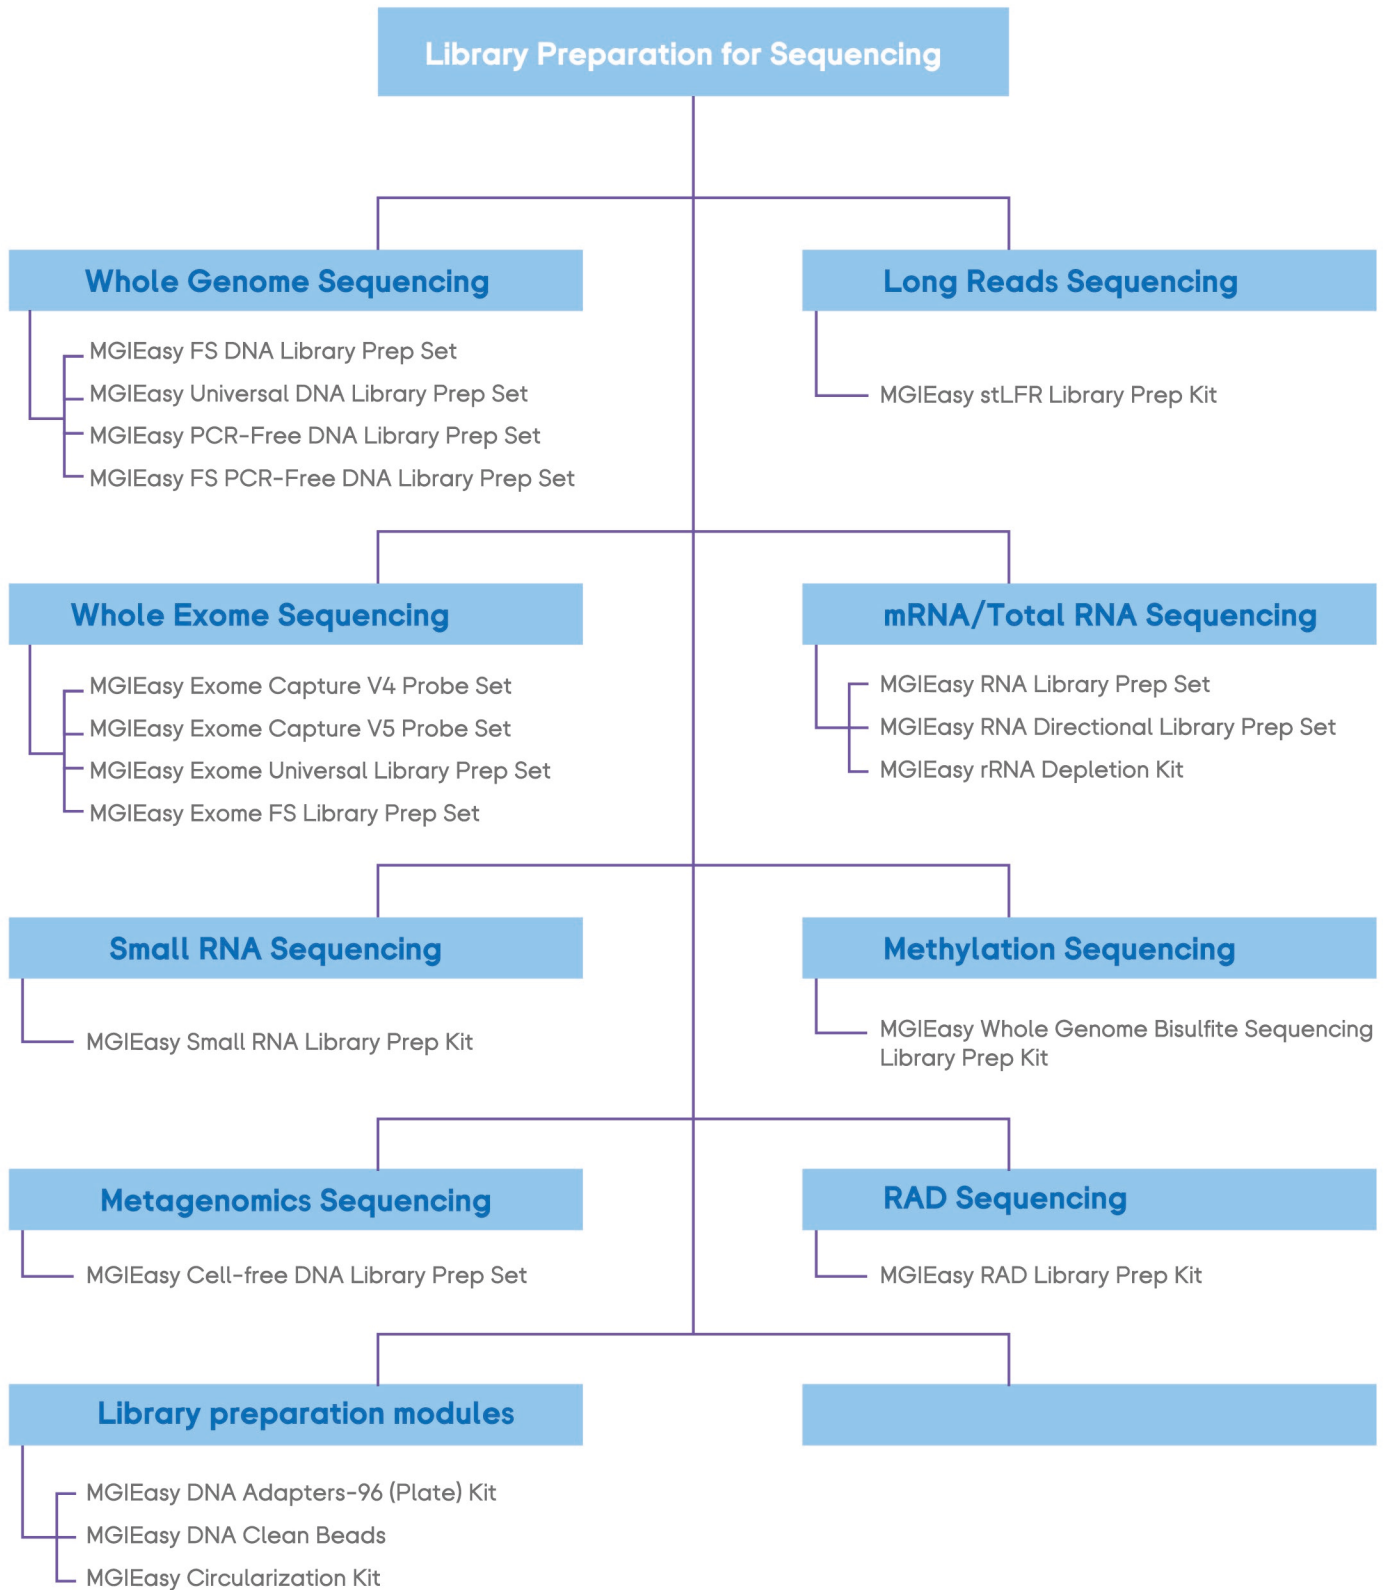 Library Preparation for Sequencing
Whole Genome Sequencing
MGIEasy FS DNA Library Prep Set
MGIEasy Universal DNA Library Prep Set
MGIEasy PCR-Free DNA Library Prep Set
MGIEasy FS PCR-Free DNA Library Prep Set
Long Reads Sequencing
MGIEasy stLFR Library Prep Kit
Whole Exome Sequencing
MGIEasy Exome Capture V4 Probe Set
MGIEasy Exome Capture V5 Probe Set
MGIEasy Exome Universal Library Prep Set
MGIEasy Exome FS Library Prep Set
mRNA/Total RNA Sequencing
MGIEasy RNA Library Prep Set
MGIEasy RNA Directional Library Prep Set
MGIEasy rRNA Depletion Kit
Small RNA Sequencing
MGIEasy Small RNA Library Prep Kit
Methylation Sequencing
MGIEasy Whole Genome Bisulfite Sequencing
Library Prep Kit
Metagenomics Sequencing
MGIEasy Cell-free DNA Library Prep Set
RAD Sequencing
MGIEasy RAD Library Prep Kit
Library preparation modules
MGIEasy DNA Adapters-96 (Plate) Kit
MGIEasy DNA Clean Beads
MGIEasy Circularization Kit